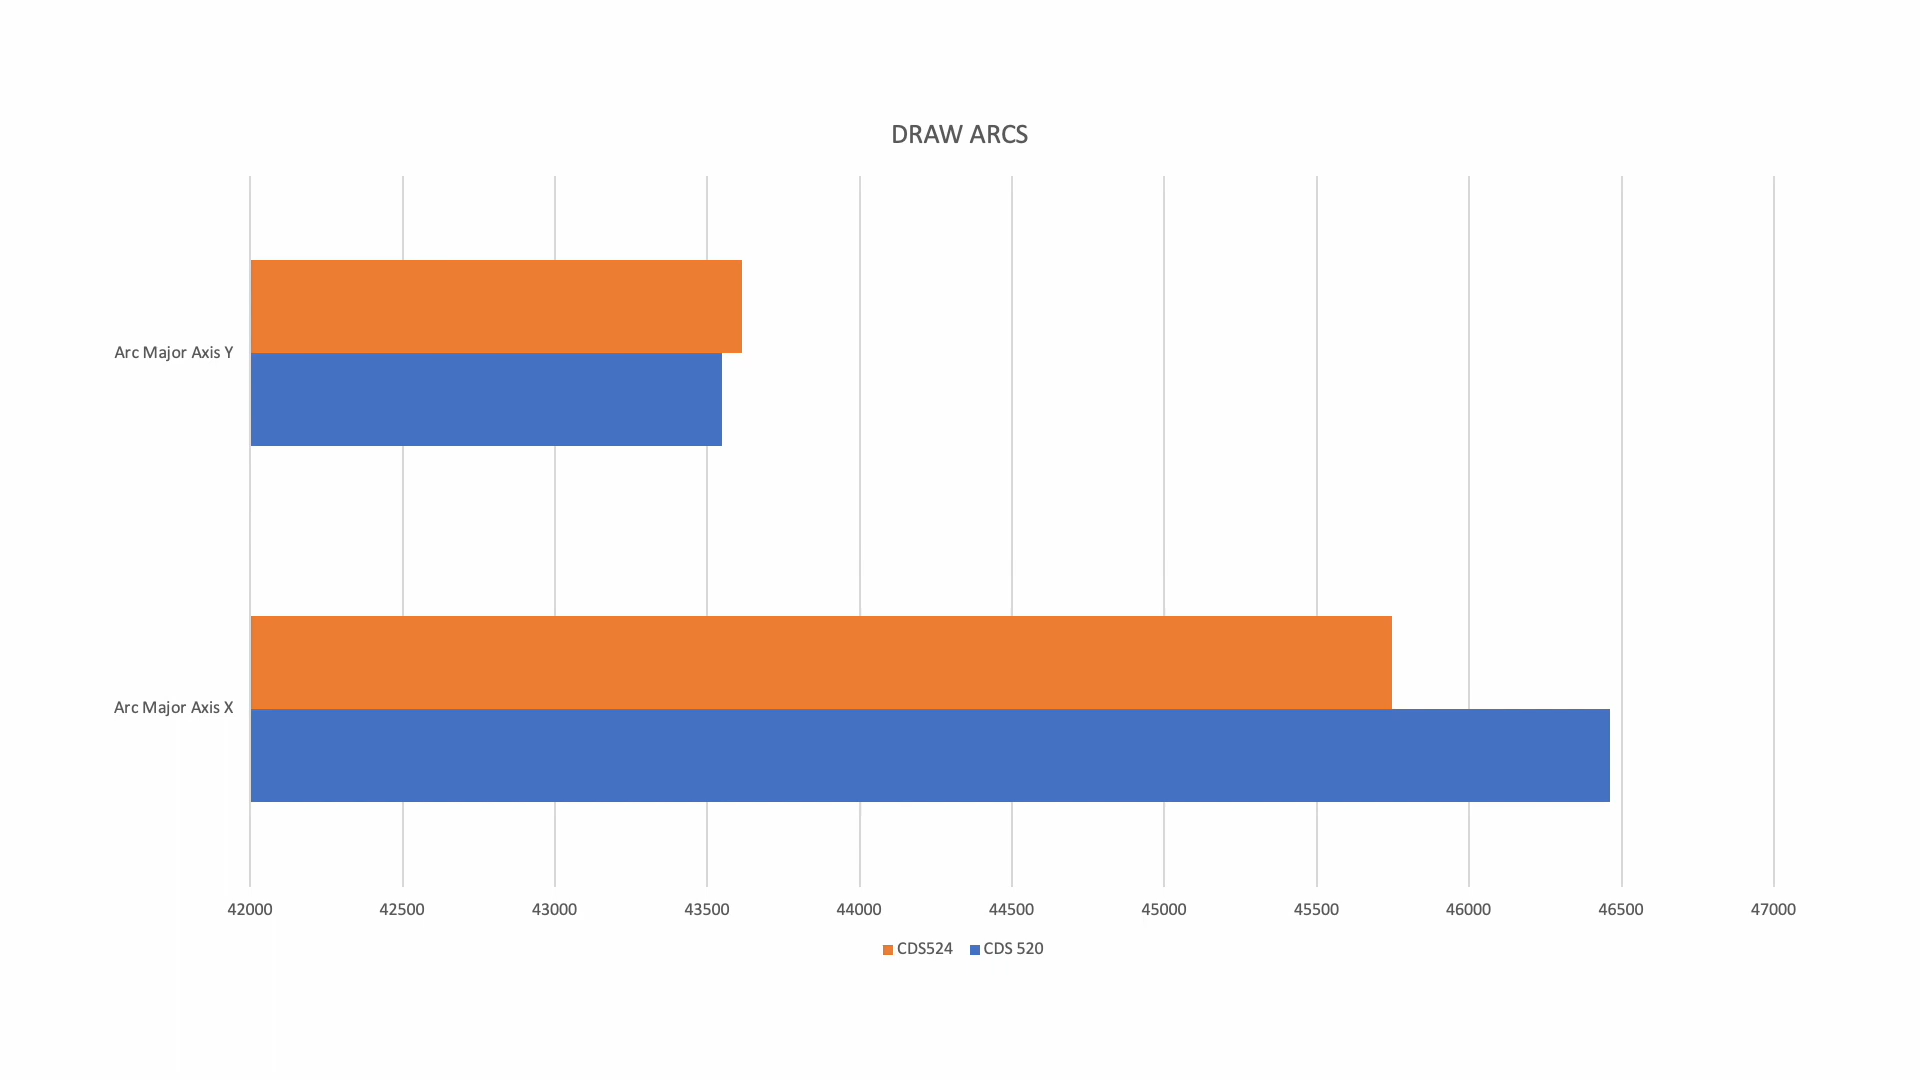 DRAW ARCS
Arc Major Axis Y
Arc Major Axis X
42000 42500 43000 43500 44000 44500 45000 45500 46000 46500 47000
CDS524 CDS 520